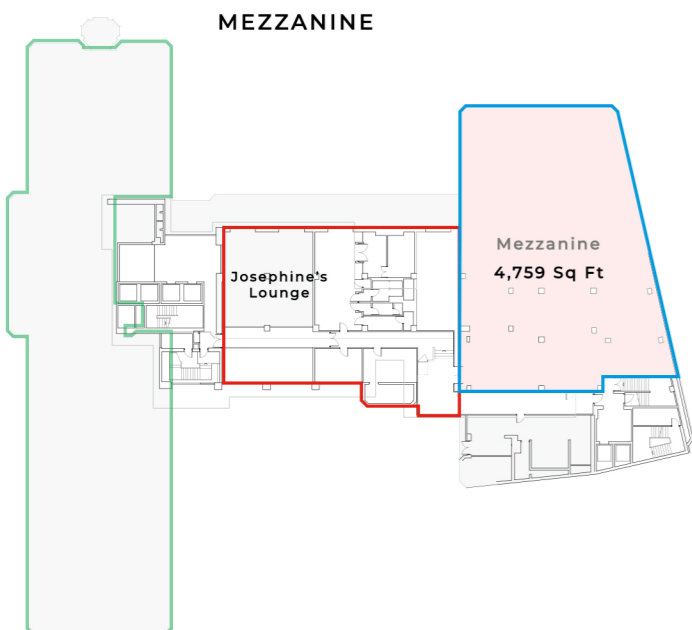 MEZZANINE
Mezzanine
4,759 Sq Ft
Josephine's
Lounge